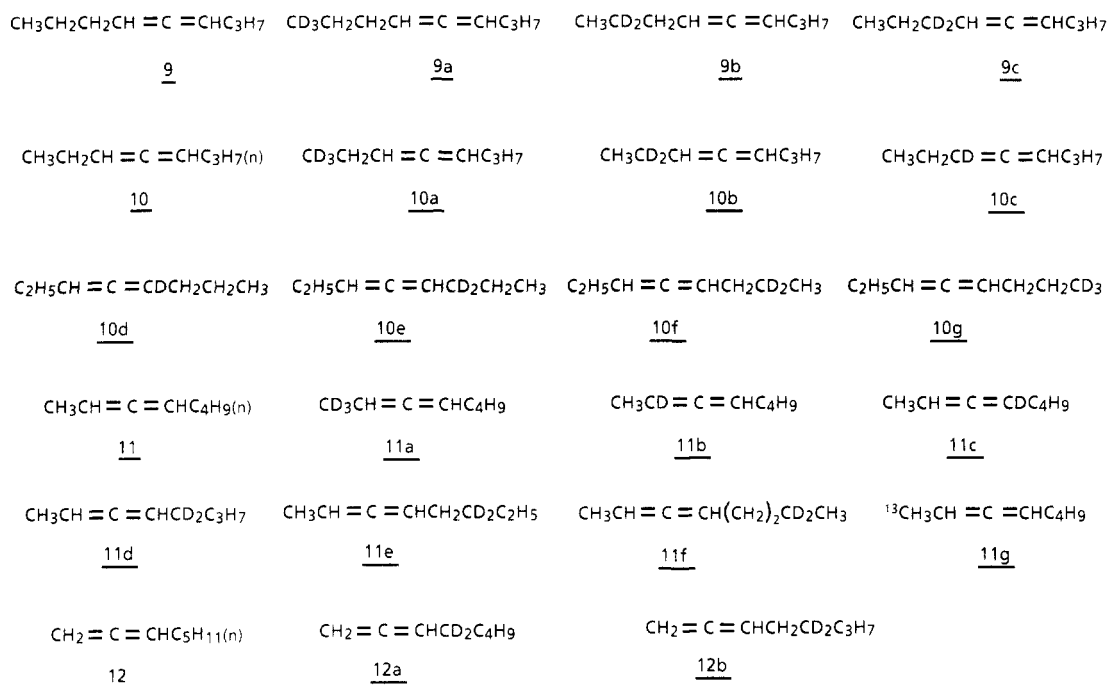 CH3CH2CH2CH=C=CHC3H7 CD3CH2CH2CH=C=CHC3H7 CH3CD2CH2CH=C=CHC3H7 CH3CH2CD2CH=C=CHC3H7
9 9a 9b 9c
CH3CH2CH=C=CHC3H7(n) CD3CH2CH=C=CHC3H7 CH3CD2CH=C=CHC3H7 CH3CH2CD=C=CHC3H7
10 10a 10b 10c
C2H5CH=C=CDCH2CH2CH3 C2H5CH=C=CHCD2CH2CH3 C2H5CH=C=CHCH2CD2CH3 C2H5CH=C=CHCH2CH2CD3
10d 10e 10f 10g
CH3CH=C=CHC4H9(n) CD3CH=C=CHC4H9 CH3CD=C=CHC4H9 CH3CH=C=CDC4H9
11 11a 11b 11c
CH3CH=C=CHCD2C3H7 CH3CH=C=CHCH2CD2C2H5 CH3CH=C=CH(CH2)2CD2CH3 13CH3CH=C=CHC4H9
11d 11e 11f 11g
CH2=C=CHC5H11(n) CH2=C=CHCD2C4H9 CH2=C=CHCH2CD2C3H7
12 12a 12b